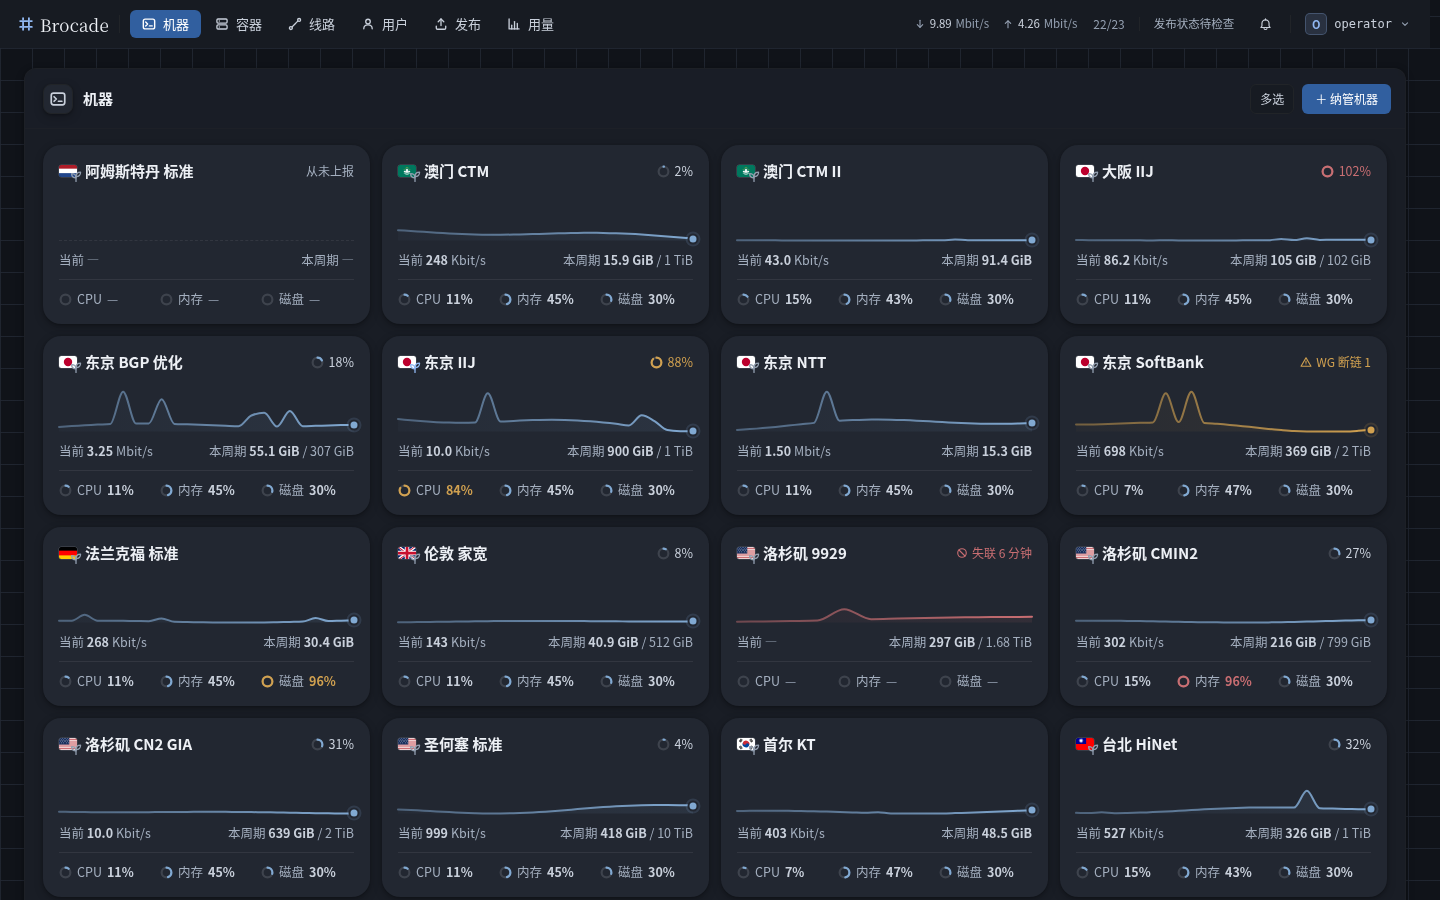 Brocade 机器 容器 线路 用户 发布 用量 ↓ 9.89 Mbit/s ↑ 4.26 Mbit/s 22/23 发布状态待检查 O operator
机器 多选 + 纳管机器
阿姆斯特丹 标准 从未上报
当前 — 本周期 —
CPU — 内存 — 磁盘 —
澳门 CTM 2%
当前 248 Kbit/s 本周期 15.9 GiB / 1 TiB
CPU 11% 内存 45% 磁盘 30%
澳门 CTM II
当前 43.0 Kbit/s 本周期 91.4 GiB
CPU 15% 内存 43% 磁盘 30%
大阪 IIJ 102%
当前 86.2 Kbit/s 本周期 105 GiB / 102 GiB
CPU 11% 内存 45% 磁盘 30%
东京 BGP 优化 18%
当前 3.25 Mbit/s 本周期 55.1 GiB / 307 GiB
CPU 11% 内存 45% 磁盘 30%
东京 IIJ 88%
当前 10.0 Kbit/s 本周期 900 GiB / 1 TiB
CPU 84% 内存 45% 磁盘 30%
东京 NTT
当前 1.50 Mbit/s 本周期 15.3 GiB
CPU 11% 内存 45% 磁盘 30%
东京 SoftBank WG 断链 1
当前 698 Kbit/s 本周期 369 GiB / 2 TiB
CPU 7% 内存 47% 磁盘 30%
法兰克福 标准
当前 268 Kbit/s 本周期 30.4 GiB
CPU 11% 内存 45% 磁盘 96%
伦敦 家宽 8%
当前 143 Kbit/s 本周期 40.9 GiB / 512 GiB
CPU 11% 内存 45% 磁盘 30%
洛杉矶 9929 失联 6 分钟
当前 — 本周期 297 GiB / 1.68 TiB
CPU — 内存 — 磁盘 —
洛杉矶 CMIN2 27%
当前 302 Kbit/s 本周期 216 GiB / 799 GiB
CPU 15% 内存 96% 磁盘 30%
洛杉矶 CN2 GIA 31%
当前 10.0 Kbit/s 本周期 639 GiB / 2 TiB
CPU 11% 内存 45% 磁盘 30%
圣何塞 标准 4%
当前 999 Kbit/s 本周期 418 GiB / 10 TiB
CPU 11% 内存 45% 磁盘 30%
首尔 KT
当前 403 Kbit/s 本周期 48.5 GiB
CPU 7% 内存 47% 磁盘 30%
台北 HiNet 32%
当前 527 Kbit/s 本周期 326 GiB / 1 TiB
CPU 15% 内存 43% 磁盘 30%